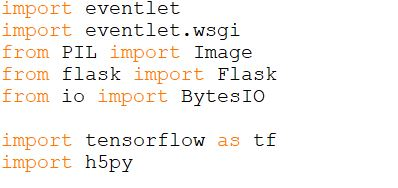 import eventlet
import eventlet.wsgi
from PIL import Image
from flask import Flask
from io import BytesIO
import tensorflow as tf
import h5py